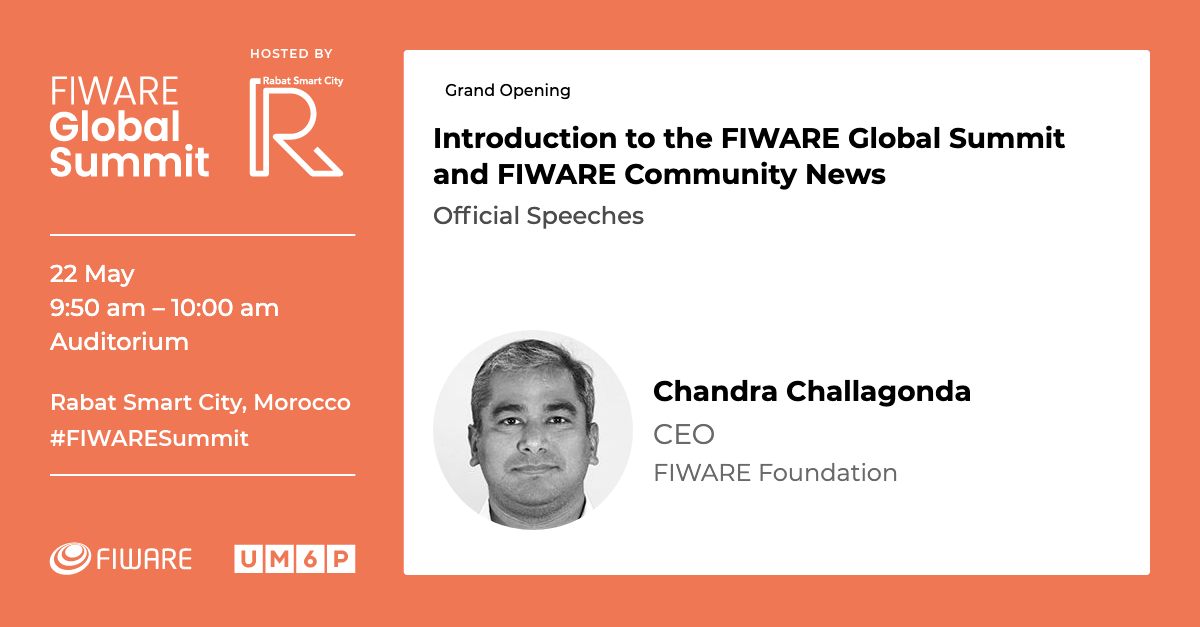 HOSTED BY
FIWARE
Global
Summit
Rabat Smart City
R
22 May
9:50 am – 10:00 am
Auditorium
Rabat Smart City, Morocco
#FIWARESummit
FIWARE
UM6P
Grand Opening
Introduction to the FIWARE Global Summit
and FIWARE Community News
Official Speeches
Chandra Challagonda
CEO
FIWARE Foundation